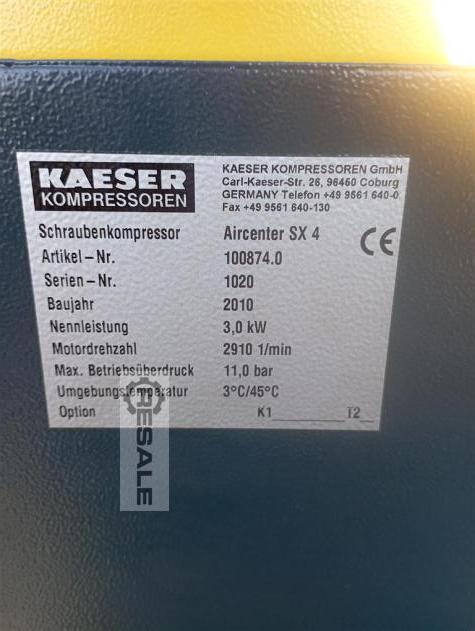 KAESER
KOMPRESSOREN
KAESER KOMPRESSOREN GmbH
Carl-Kaeser-Str. 26, 96450 Coburg
GERMANY Telefon +49 9561 640-0
Fax +49 9561 640-130
Schraubenkompressor Aircenter SX 4 CE
Artikel-Nr. 100874.0
Serien-Nr. 1020
Baujahr 2010
Nennleistung 3,0 kW
Motordrehzahl 2910 1/min
Max. Betriebsüberdruck 11,0 bar
Umgebungstemperatur 3°C/45°C
Option K1________T2_
RESALE